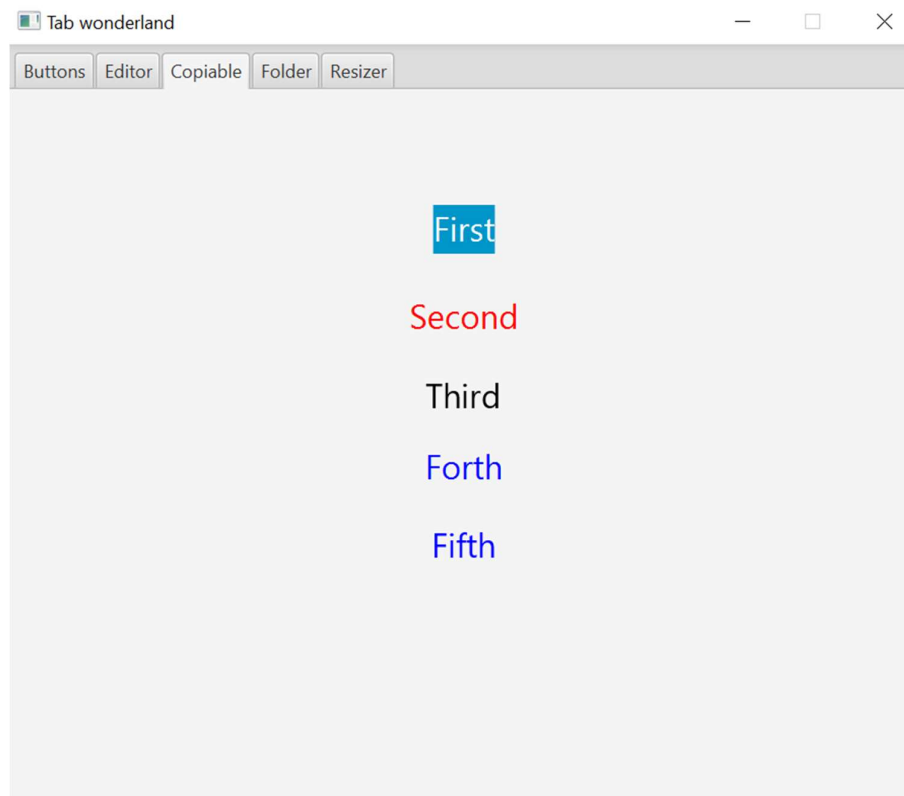 Tab wonderland
Buttons Editor Copiable Folder Resizer
First
Second
Third
Forth
Fifth